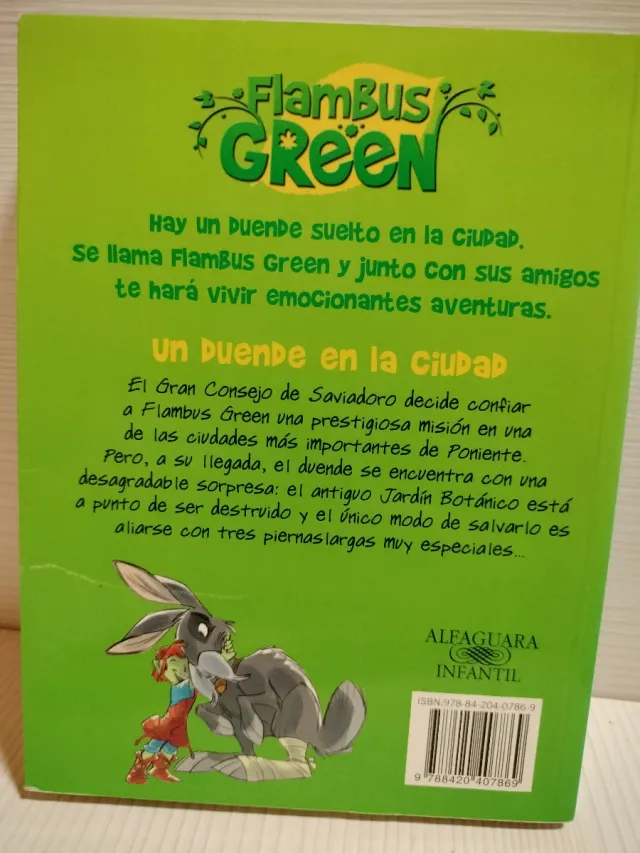 FlamBus
GReen
Hay un duende suelto en la ciudad.
Se llama Flambus Green y junto con sus amigos
te hará vivir emocionantes aventuras.
Un duende en la ciudad
El Gran Consejo de Saviadoro decide confiar
a Flambus Green una prestigiosa misión en una
de las ciudades más importantes de Poniente.
Pero, a su llegada, el duende se encuentra con una
desagradable sorpresa: el antiguo Jardín Botánico está
a punto de ser destruido y el único modo de salvarlo es
aliarse con tres piernaslargas muy especiales...
ALFAGUARA
INFANTIL
ISBN:978-84-204-0786-9
9 788420 407869